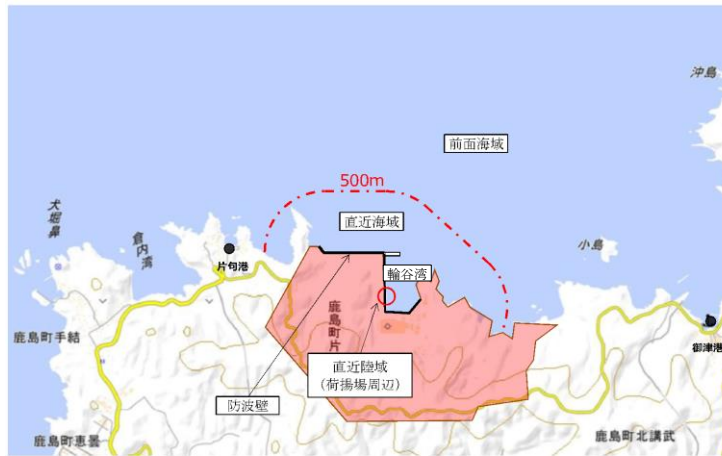 沖島
前面海域
500m
直近海域
犬堀鼻
倉内湾
片句港
小島
輪谷湾
鹿島町片
鹿島町手結
御津港
直近陸域
(荷揚場周辺)
防波壁
鹿島町恵曇
鹿島町北講武